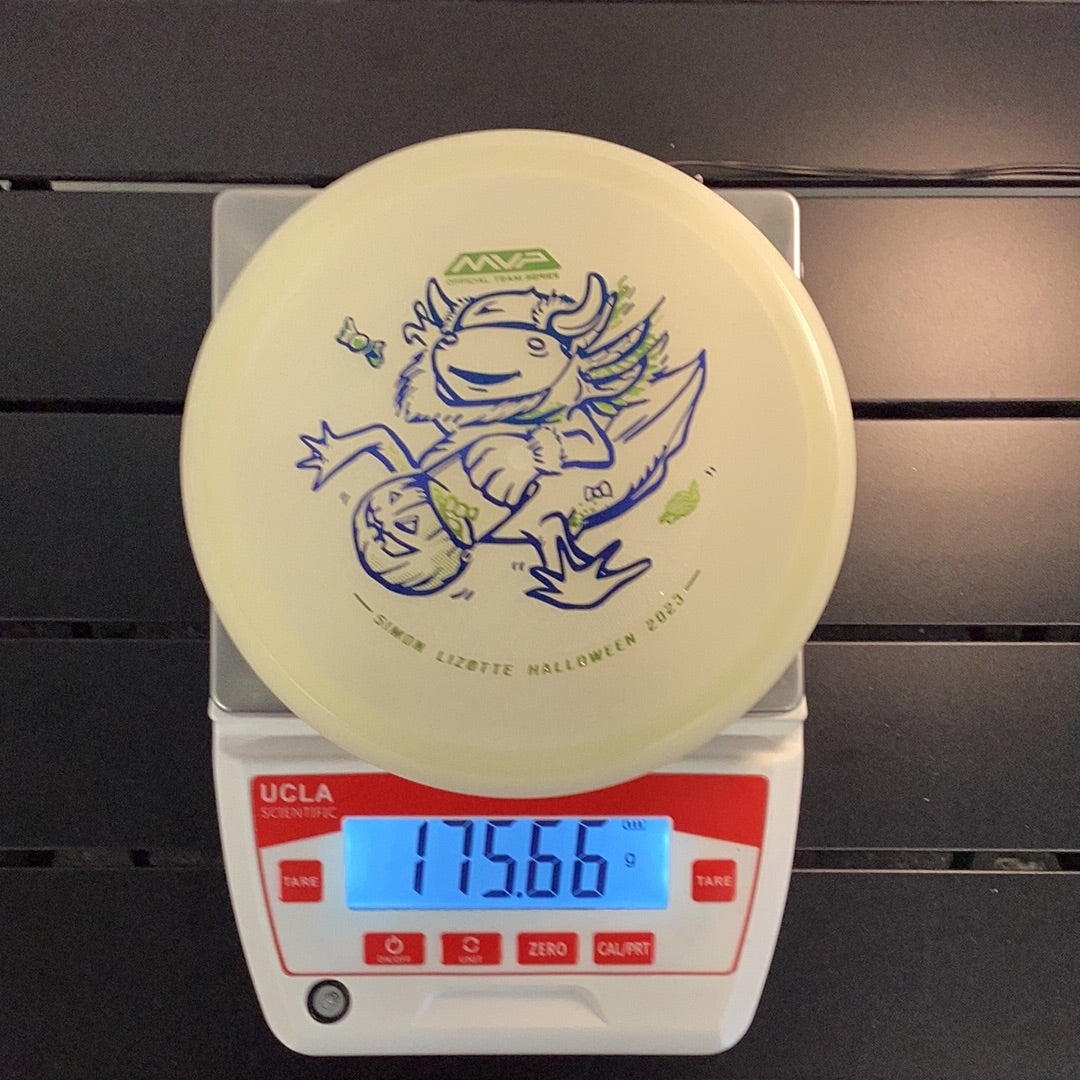 MVP
OFFICIAL TEAM SERIES
SIMON LIZOTTE HALLOWEEN 2023
UCLA
SCIENTIFIC
175.66
g
TARE
TARE
ON/OFF
UNIT
ZERO
CAL/PRT